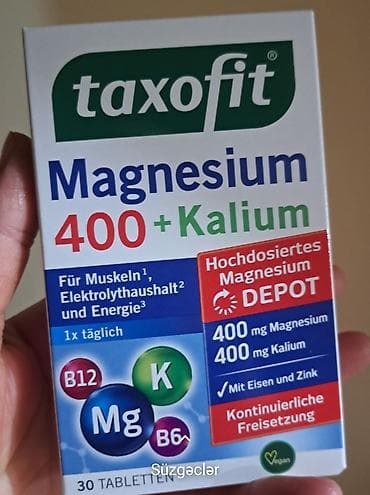 taxofit®
Magnesium
400 + Kalium
Für Muskeln¹,
Elektrolythaushalt²
und Energie³
1x täglich
Hochdosiertes
Magnesium
DEPOT
400 mg Magnesium
400 mg Kalium
✓ Mit Eisen und Zink
Kontinuierliche
Freisetzung
B12
K
Mg
B6
Vegan
Süzgəclər
30 TABLETTEN